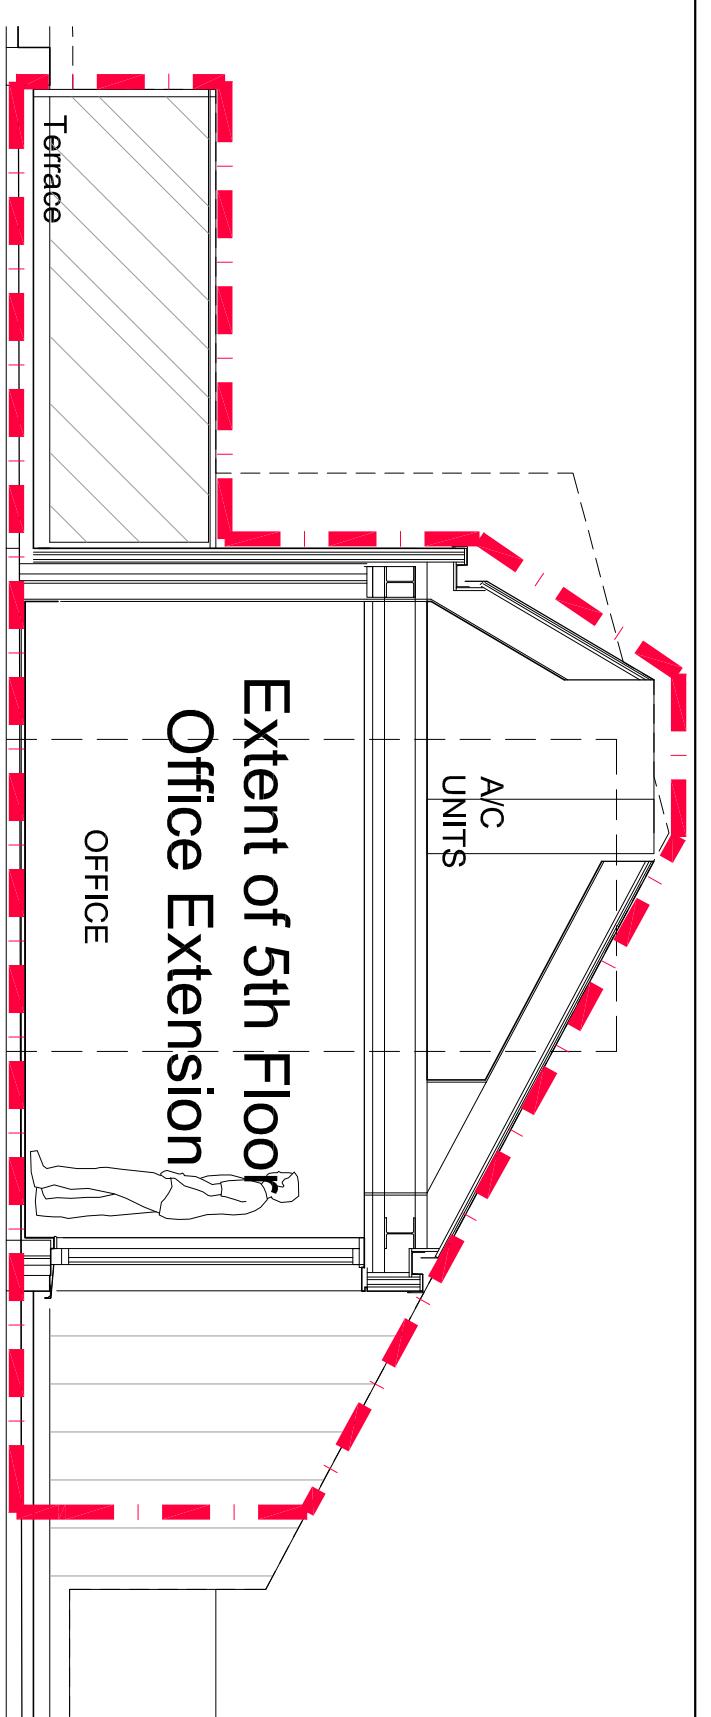 Terrace
A/C
UNITS
Extent of 5th Floor
Office Extension
OFFICE